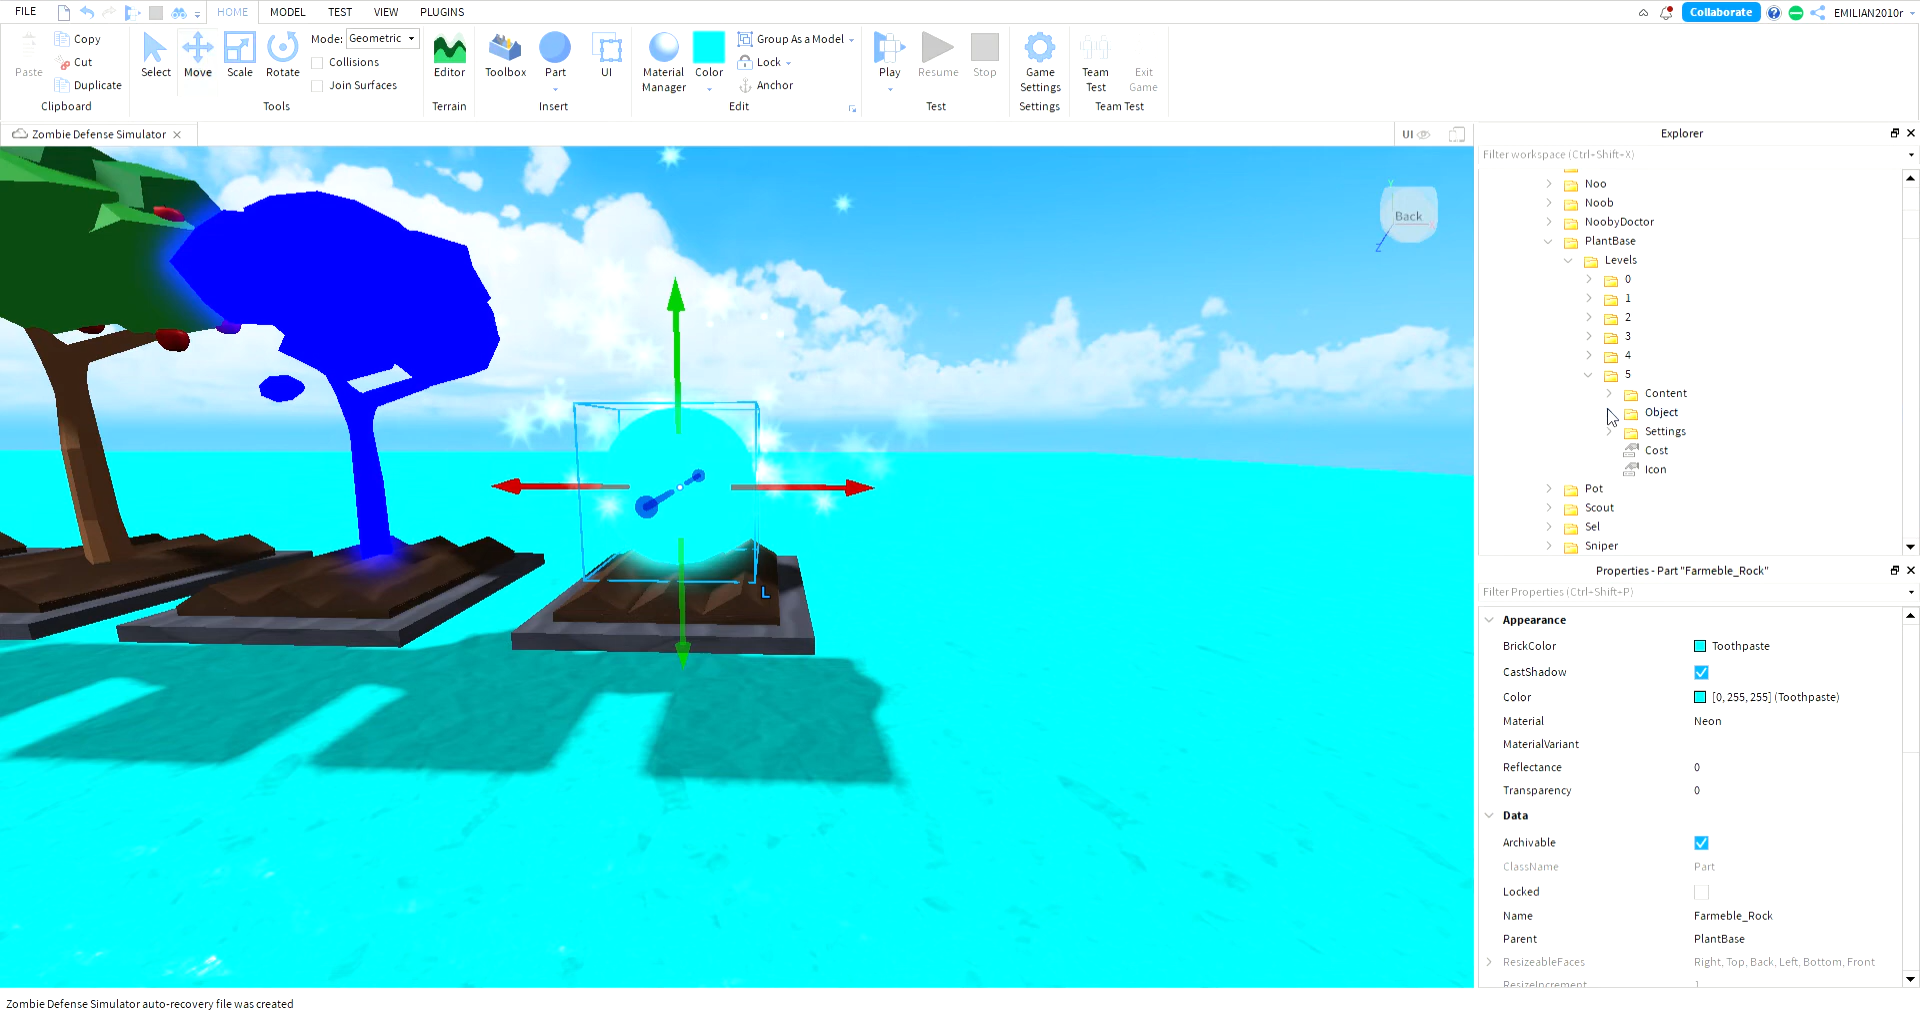 FILE HOME MODEL TEST VIEW PLUGINS Collaborate EMILIAN2010r
Paste Copy Cut Duplicate
Clipboard
Select Move Scale Rotate Mode: Geometric Collisions Join Surfaces
Tools
Editor
Terrain
Toolbox Part UI
Insert
Material Manager Color Group As a Model Lock Anchor
Edit
Play Resume Stop
Test
Game Settings
Settings
Team Test Exit Game
Team Test
Zombie Defense Simulator
UI
Back
Y
Z
L
Explorer
Filter workspace (Ctrl+Shift+X)
Noo
Noob
NoobyDoctor
PlantBase
Levels
0
1
2
3
4
5
Content
Object
Settings
Cost
Icon
Pot
Scout
Sel
Sniper
Properties - Part "Farmeble_Rock"
Filter Properties (Ctrl+Shift+P)
Appearance
BrickColor Toothpaste
CastShadow
Color [0, 255, 255] (Toothpaste)
Material Neon
MaterialVariant
Reflectance 0
Transparency 0
Data
Archivable
ClassName Part
Locked
Name Farmeble_Rock
Parent PlantBase
ResizeableFaces Right, Top, Back, Left, Bottom, Front
ResizeIncrement 1
Zombie Defense Simulator auto-recovery file was created